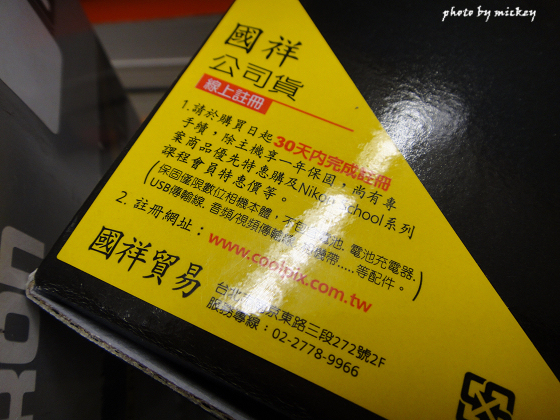 photo by mickey
國祥
公司貨
線上註冊
1.請於購買日起30天內完成註冊
手續,除主機享一年保固,尚有專
案商品優先特惠購及Nikon School系列
課程會員特惠價等。
(保固僅限數位相機本體,不包 電池、電池充電器、
USB傳輸線、音頻/視頻傳輸 機帶.....等配件。)
2. 註冊網址:www.coolpix.com.tw
國祥貿易
台北 京東路三段272號2F
服務專線:02-2778-9966